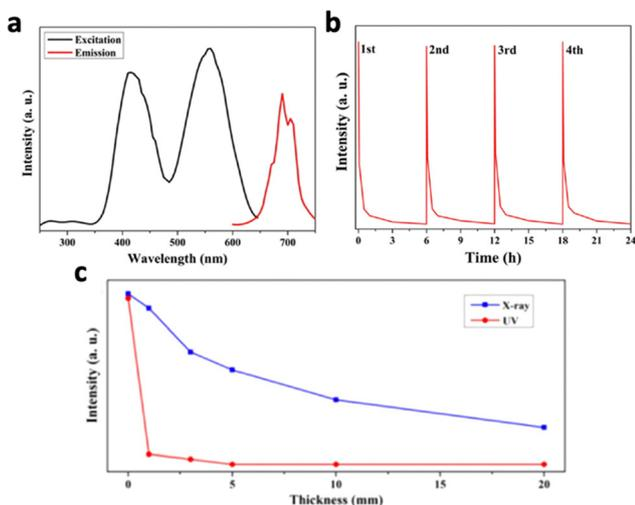 a
Excitation
Emission
Intensity (a. u.)
300 400 500 600 700
Wavelength (nm)
b
1st 2nd 3rd 4th
Intensity (a. u.)
0 3 6 9 12 15 18 21 24
Time (h)
c
X-ray
UV
Intensity (a. u.)
0 5 10 15 20
Thickness (mm)